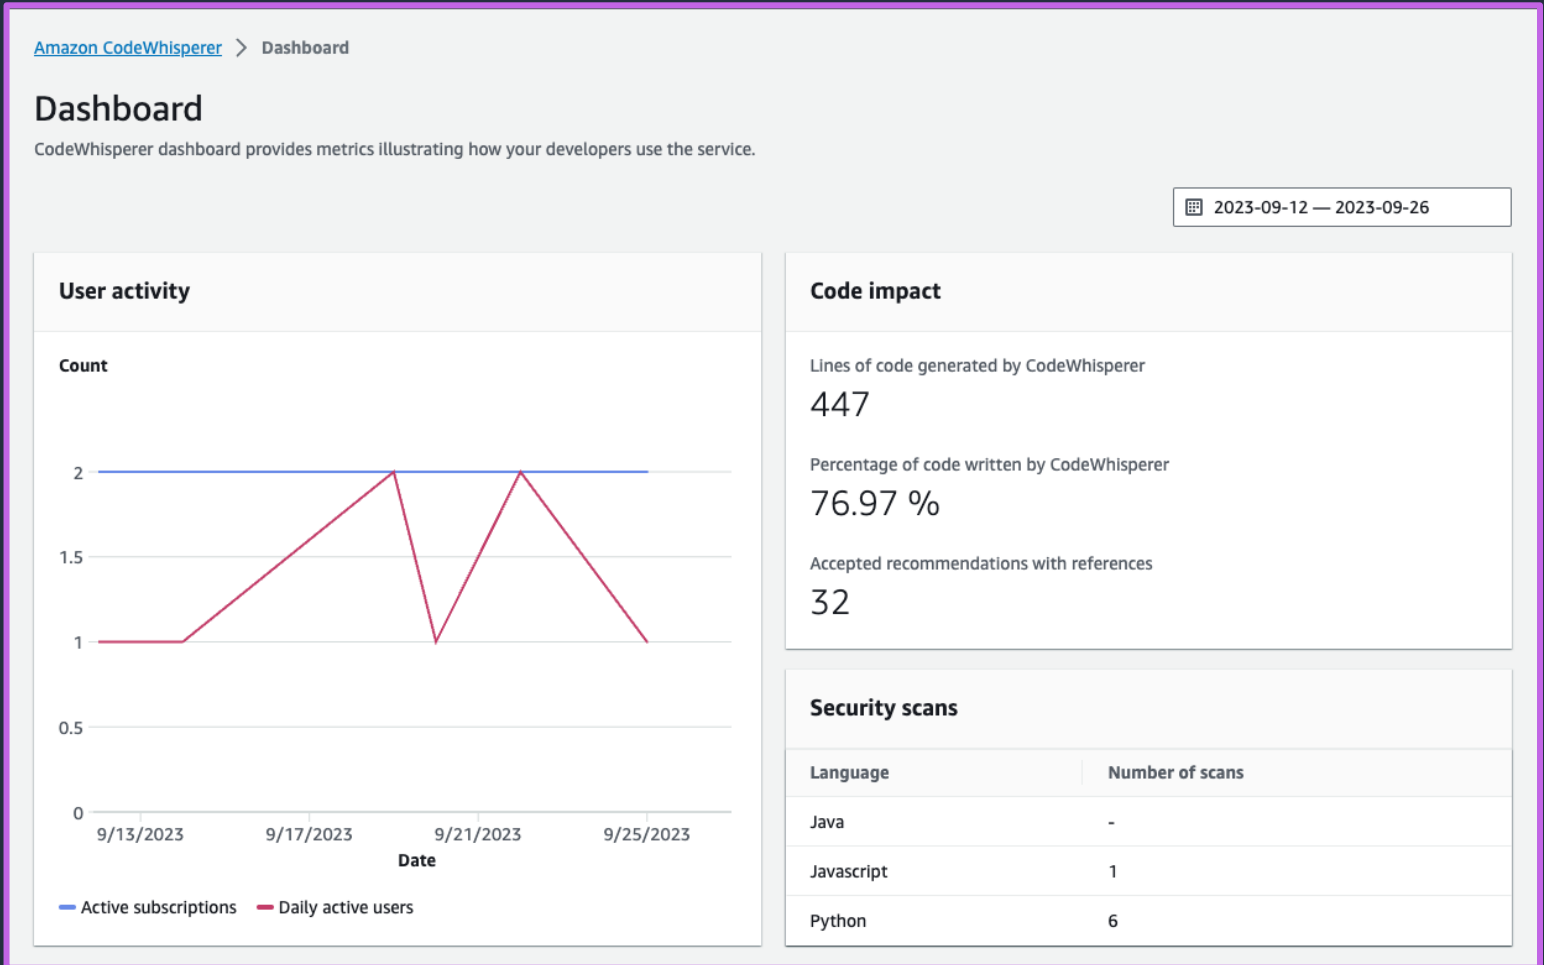 Amazon CodeWhisperer > Dashboard
Dashboard
CodeWhisperer dashboard provides metrics illustrating how your developers use the service.
2023-09-12 — 2023-09-26
User activity
Count
2
1.5
1
0.5
0
9/13/2023 9/17/2023 9/21/2023 9/25/2023
Date
Active subscriptions Daily active users
Code impact
Lines of code generated by CodeWhisperer
447
Percentage of code written by CodeWhisperer
76.97 %
Accepted recommendations with references
32
Security scans
Language Number of scans
Java -
Javascript 1
Python 6